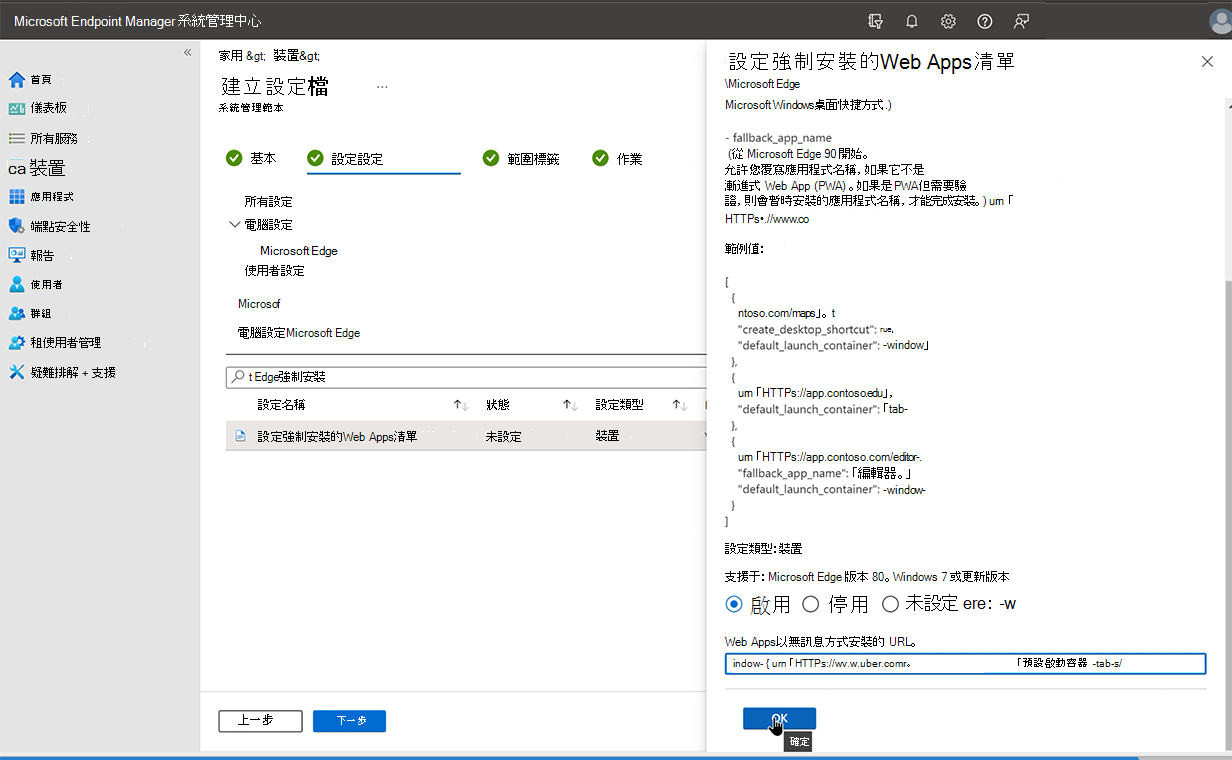 Microsoft Endpoint Manager系統管理中心
«
首頁
儀表板
所有服務
ca 裝置
應用程式
端點安全性
報告
使用者
群組
租使用者管理
疑難排解 + 支援
家用 &gt; 裝置&gt;
建立設定檔
...
系統管理範本
基本
設定設定
範圍標籤
作業
所有設定
電腦設定
Microsoft Edge
使用者設定
Microsof
電腦設定Microsoft Edge
t Edge強制安裝
設定名稱 ↑↓ 狀態 ↑↓ 設定類型 ↑↓
設定強制安裝的Web Apps清單 未設定 裝置
上一步 下一步
設定強制安裝的Web Apps清單
\Microsoft Edge
Microsoft Windows桌面快捷方式.)
- fallback_app_name
(從 Microsoft Edge 90開始。
允許您覆寫應用程式名稱,如果它不是
漸進式 Web App (PWA) 。如果是PWA但需要驗
證,則會暫時安裝的應用程式名稱,才能完成安裝。) um「
HTTPs•.//www.co
範例值:
[
{
ntoso.com/maps」。t
"create_desktop_shortcut": rue,
"default_launch_container": -window」
},
{
um「HTTPs://app.contoso.edu」,
"default_launch_container":「tab-
},
{
um「HTTPs://app.contoso.com/editor-.
"fallback_app_name":「編輯器。」
"default_launch_container": -window-
}
]
設定類型:裝置
支援于: Microsoft Edge 版本 80。Windows 7 或更新版本
啟用 停用 未設定 ere: -w
Web Apps以無訊息方式安裝的 URL。
indow- { um「HTTPs://wv.w.uber.comr。 「預設啟動容器 -tab-s/
OK
確定